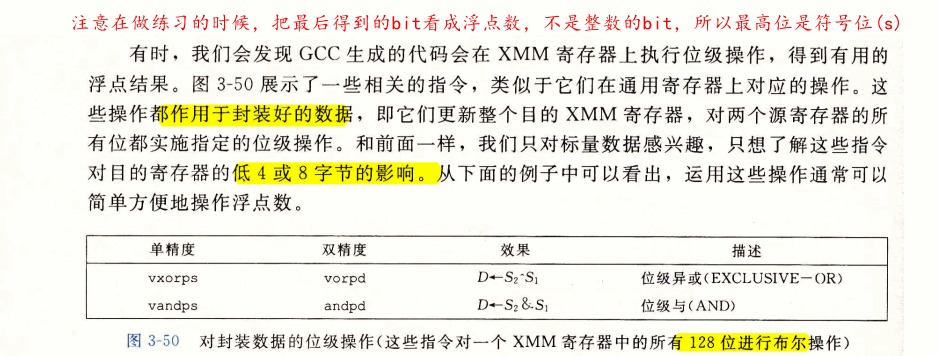 注意在做练习的时候，把最后得到的bit看成浮点数，不是整数的bit，所以最高位是符号位(s)
有时，我们会发现 GCC 生成的代码会在 XMM 寄存器上执行位级操作，得到有用的
浮点结果。图 3-50 展示了一些相关的指令，类似于它们在通用寄存器上对应的操作。这
些操作都作用于封装好的数据，即它们更新整个目的 XMM 寄存器，对两个源寄存器的所
有位都实施指定的位级操作。和前面一样，我们只对标量数据感兴趣，只想了解这些指令
对目的寄存器的低 4 或 8 字节的影响。从下面的例子中可以看出，运用这些操作通常可以
简单方便地操作浮点数。
单精度 双精度 效果 描述
vxorps vorpd D←S₂^S₁ 位级异或(EXCLUSIVE－OR)
vandps andpd D←S₂&S₁ 位级与(AND)
图 3-50 对封装数据的位级操作(这些指令对一个 XMM 寄存器中的所有 128 位进行布尔操作)